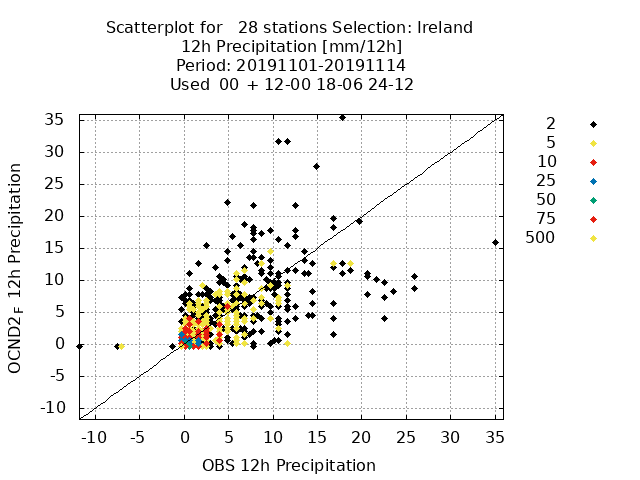 Scatterplot for   28 stations Selection: Ireland
12h Precipitation [mm/12h]
Period: 20191101-20191114
Used  00 + 12-00 18-06 24-12
35
30
25
20
15
10
5
0
-5
-10
OCND2F 12h Precipitation
-10 -5 0 5 10 15 20 25 30 35
OBS 12h Precipitation
2
5
10
25
50
75
500